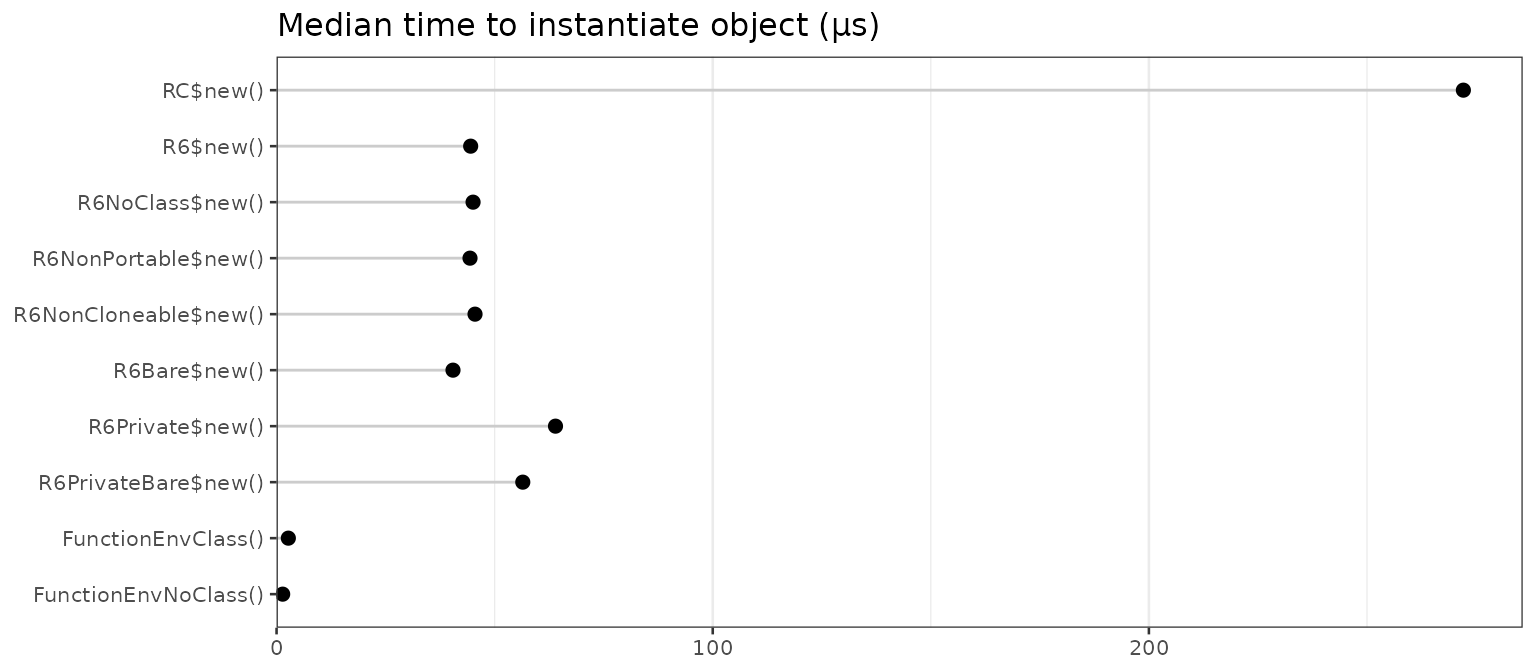 Median time to instantiate object (µs)
RC$new()
R6$new()
R6NoClass$new()
R6NonPortable$new()
R6NonCloneable$new()
R6Bare$new()
R6Private$new()
R6PrivateBare$new()
FunctionEnvClass()
FunctionEnvNoClass()
0 100 200